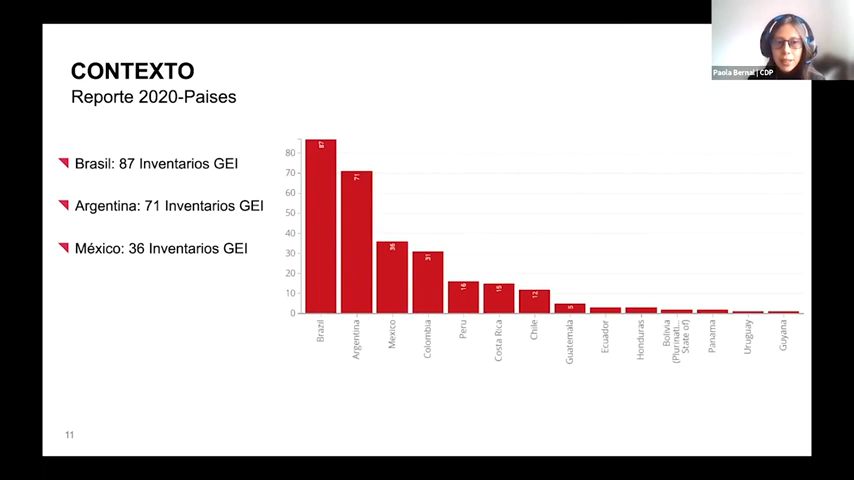 Paola Bernal | CDP
CONTEXTO
Reporte 2020-Paises
Brasil: 87 Inventarios GEI
Argentina: 71 Inventarios GEI
México: 36 Inventarios GEI
80
70
60
50
40
30
20
10
0
87
71
36
31
16
15
12
5
Brazil
Argentina
Mexico
Colombia
Peru
Costa Rica
Chile
Guatemala
Ecuador
Honduras
Bolivia
(Plurinati...
State of)
Panama
Uruguay
Guyana
11